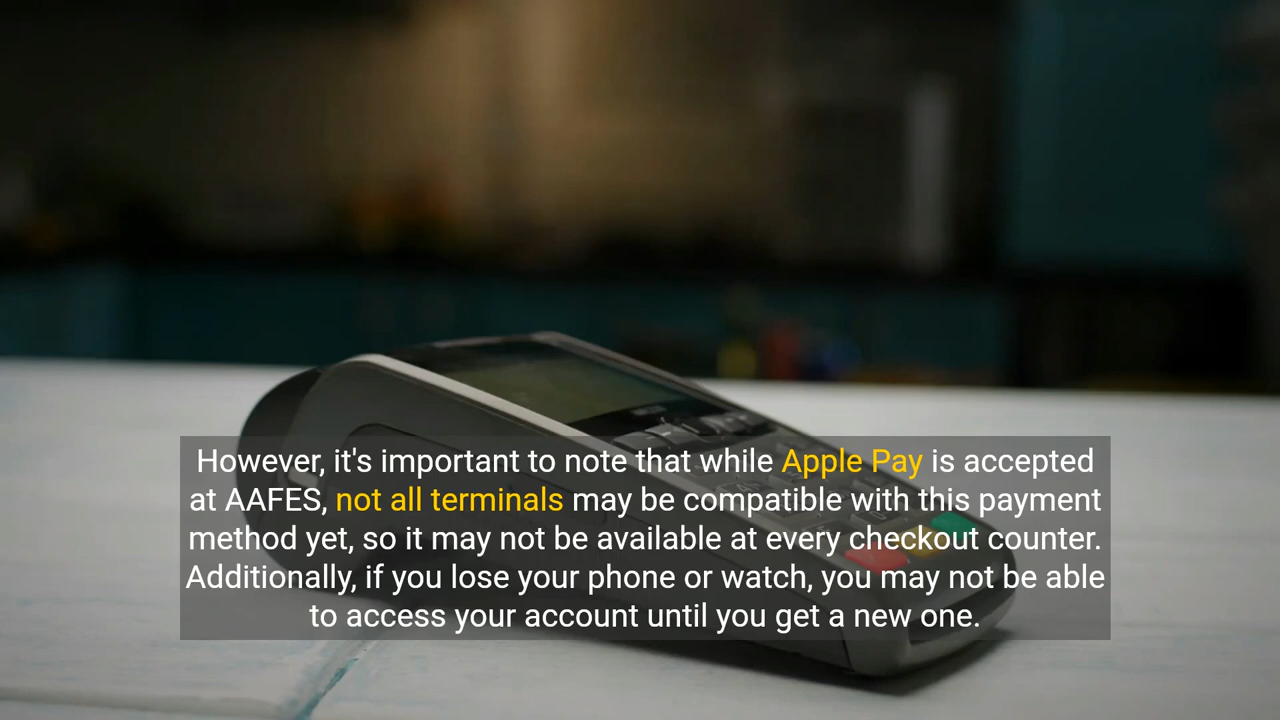 However, it's important to note that while Apple Pay is accepted
at AAFES, not all terminals may be compatible with this payment
method yet, so it may not be available at every checkout counter.
Additionally, if you lose your phone or watch, you may not be able
to access your account until you get a new one.